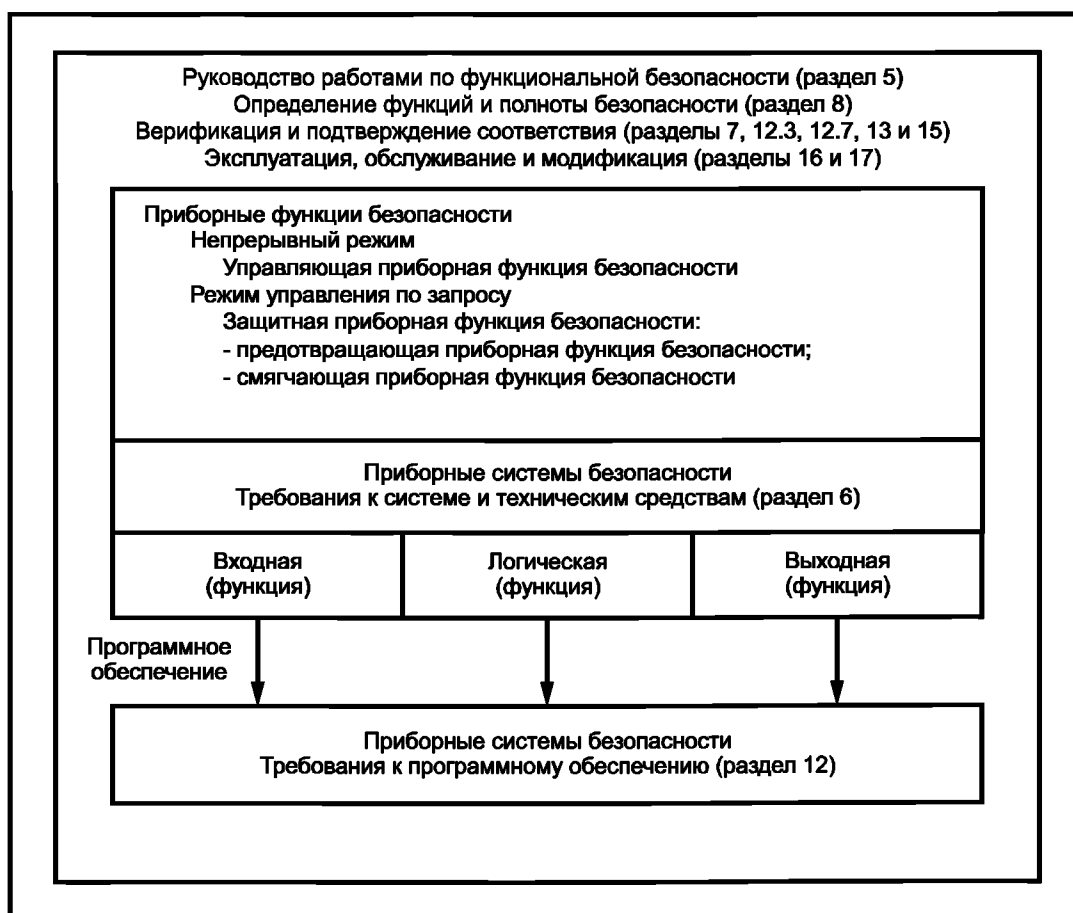 Руководство работами по функциональной безопасности (раздел 5)
Определение функций и полноты безопасности (раздел 8)
Верификация и подтверждение соответствия (разделы 7, 12.3, 12.7, 13 и 15)
Эксплуатация, обслуживание и модификация (разделы 16 и 17)
Приборные функции безопасности
Непрерывный режим
Управляющая приборная функция безопасности
Режим управления по запросу
Защитная приборная функция безопасности:
- предотвращающая приборная функция безопасности;
- смягчающая приборная функция безопасности
Приборные системы безопасности
Требования к системе и техническим средствам (раздел 6)
Входная
(функция)
Логическая
(функция)
Выходная
(функция)
Программное
обеспечение
Приборные системы безопасности
Требования к программному обеспечению (раздел 12)